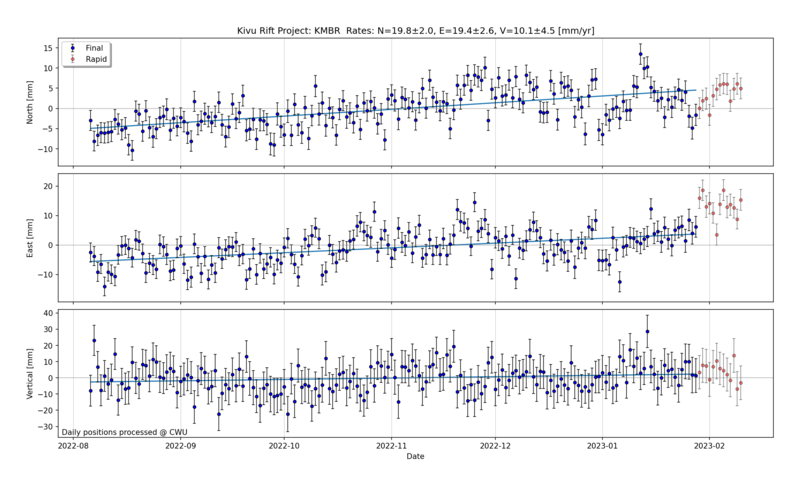 Kivu Rift Project: KMBR Rates: N=19.8±2.0, E=19.4±2.6, V=10.1±4.5 [mm/yr]
Final
Rapid
North [mm]
15
10
5
0
−5
−10
East [mm]
20
10
0
−10
Vertical [mm]
40
30
20
10
0
−10
−20
−30
Daily positions processed @ CWU
2022-08 2022-09 2022-10 2022-11 2022-12 2023-01 2023-02
Date